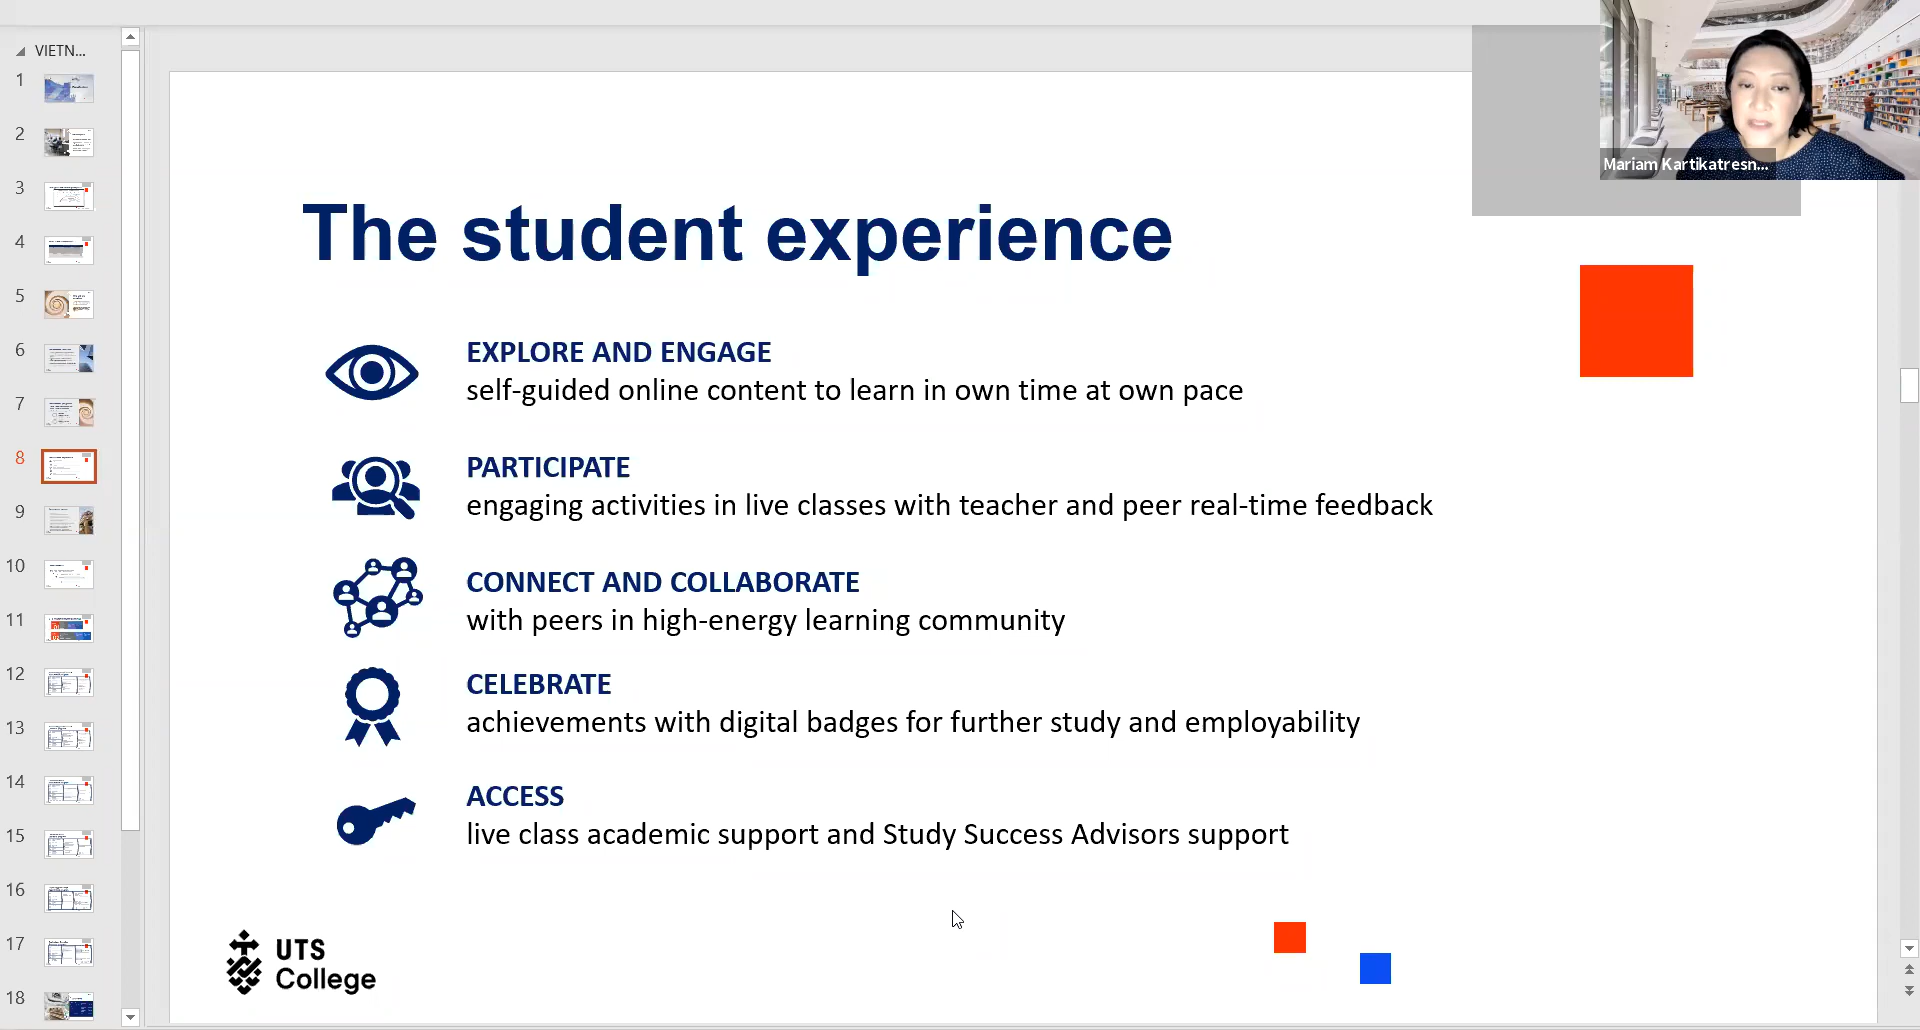 VIETN...
1
2
3
4
5
6
7
8
9
10
11
12
13
14
15
16
17
18
Mariam Kartikatresn...
The student experience
EXPLORE AND ENGAGE
self-guided online content to learn in own time at own pace
PARTICIPATE
engaging activities in live classes with teacher and peer real-time feedback
CONNECT AND COLLABORATE
with peers in high-energy learning community
CELEBRATE
achievements with digital badges for further study and employability
ACCESS
live class academic support and Study Success Advisors support
UTS
College